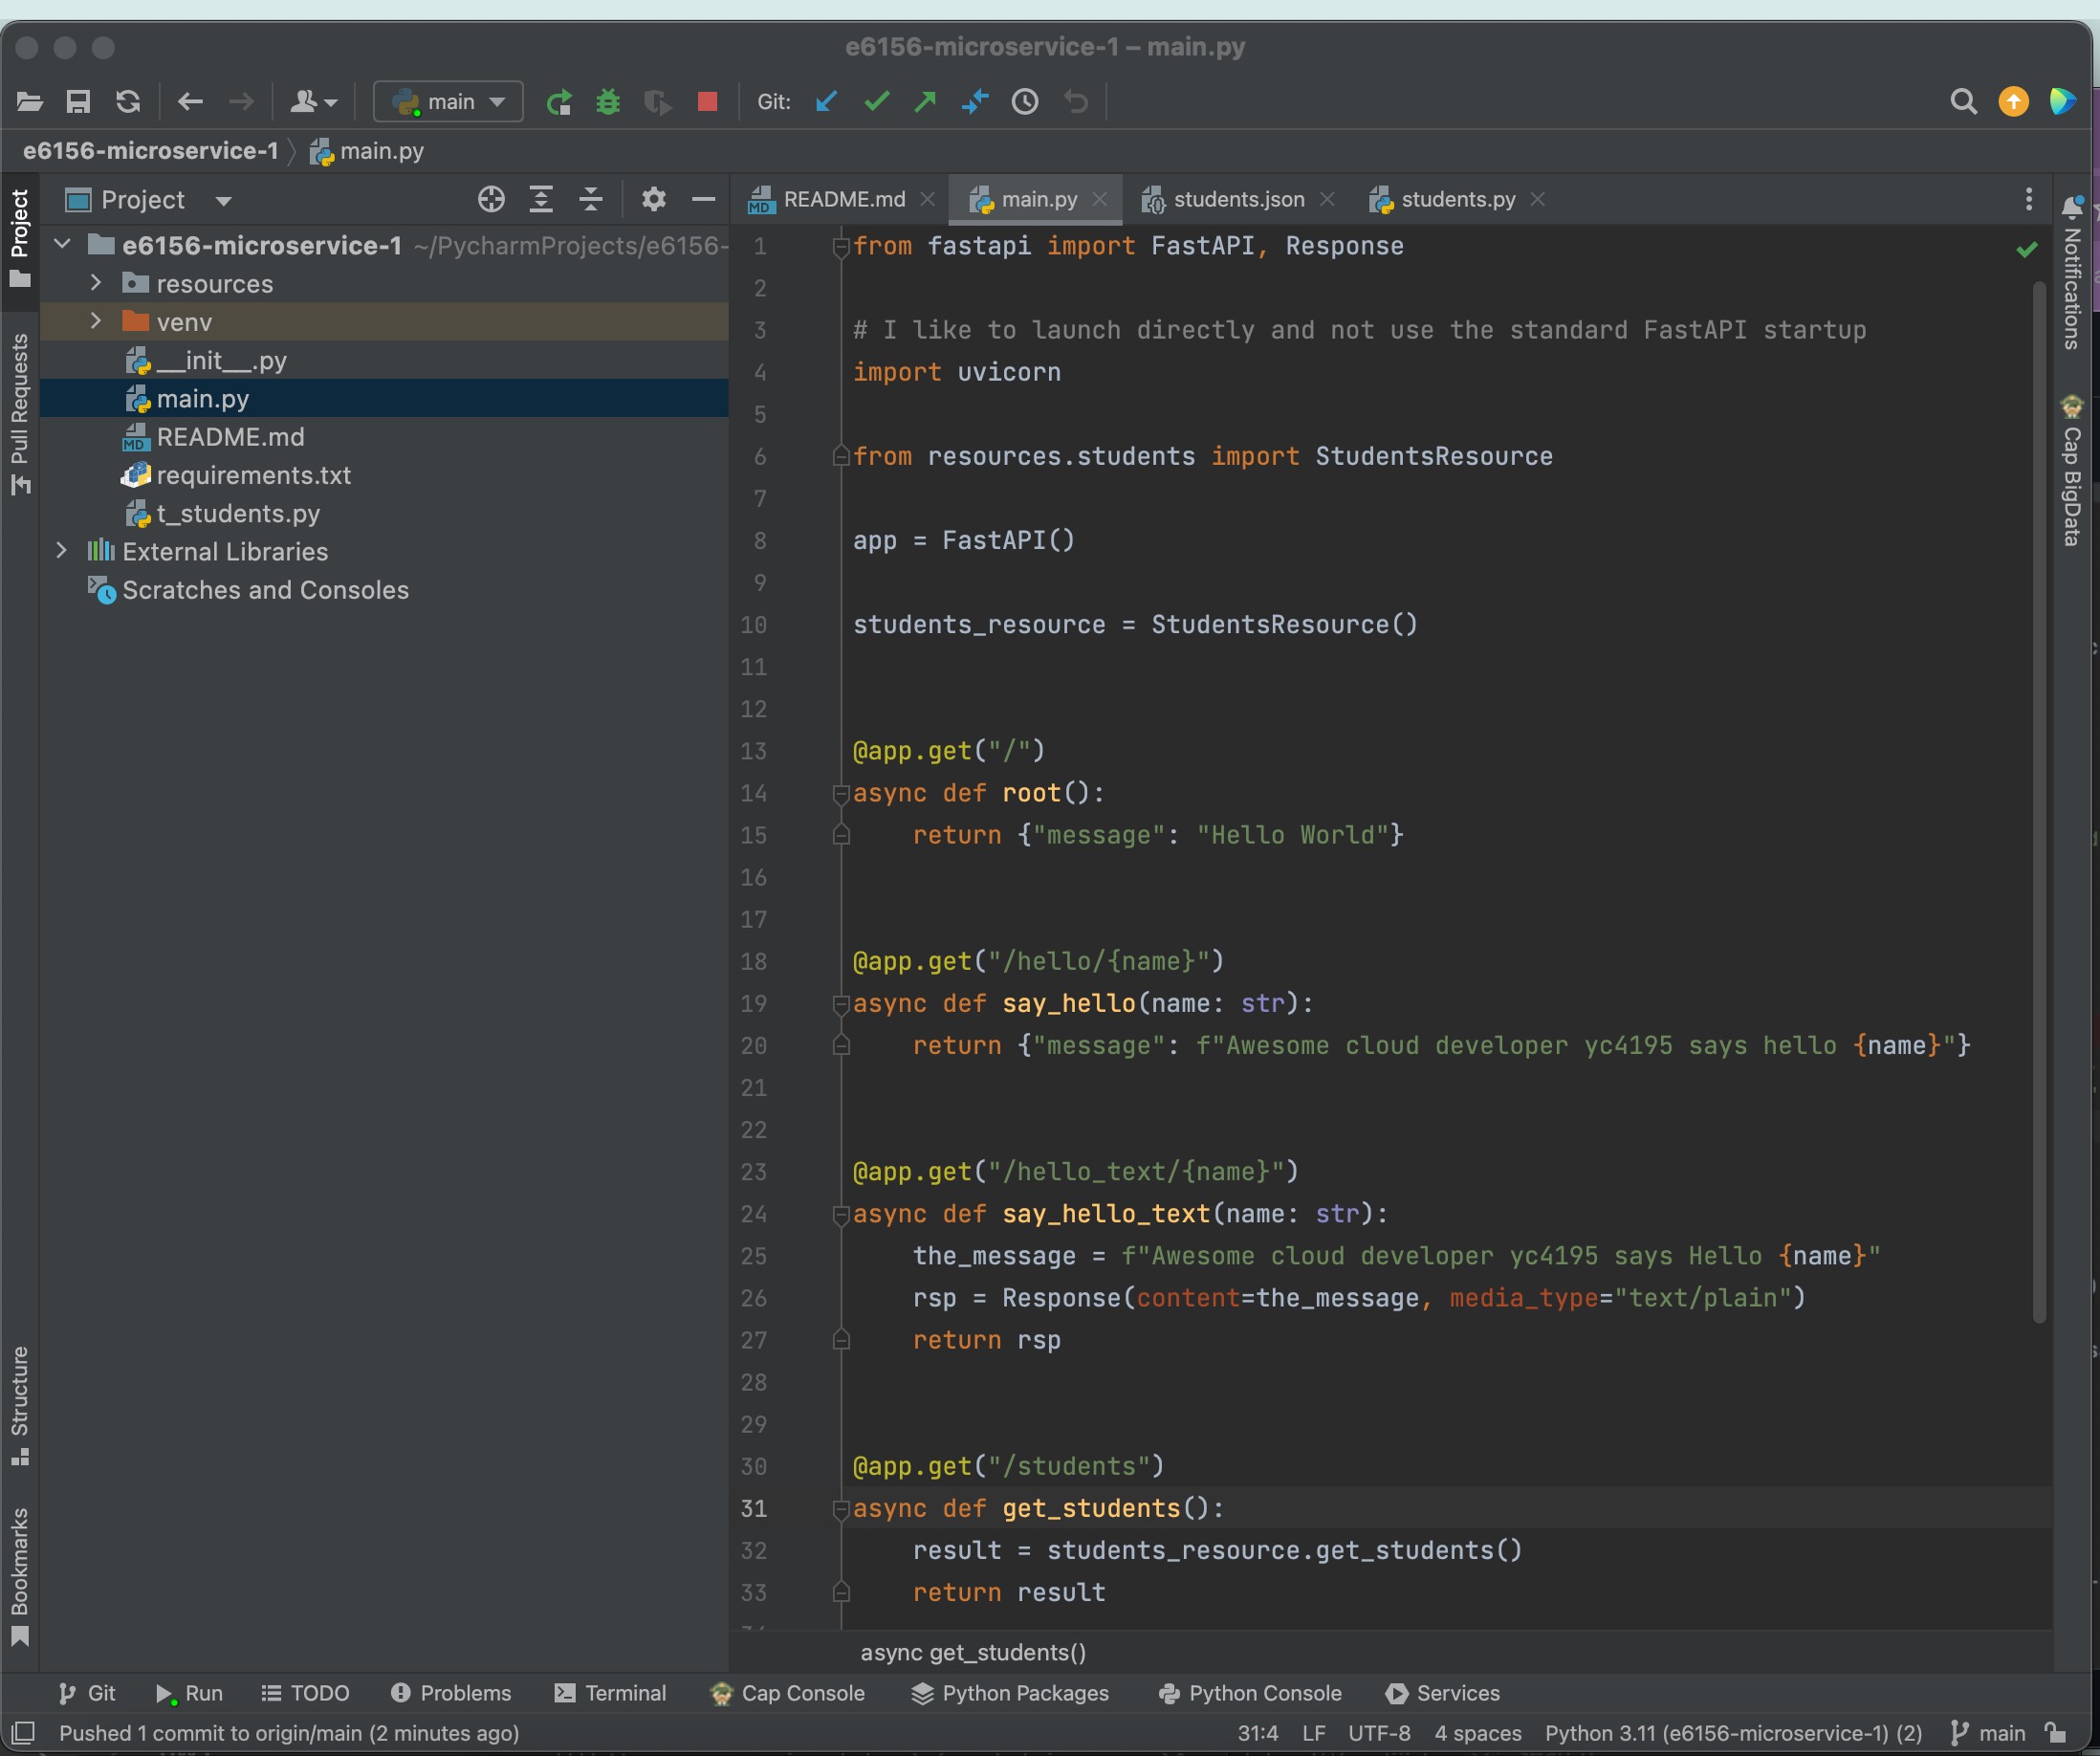 e6156-microservice-1 – main.py
main
Git:
e6156-microservice-1 main.py
Project
Project
README.md main.py students.json students.py
e6156-microservice-1 ~/PycharmProjects/e6156-
resources
venv
__init__.py
main.py
README.md
requirements.txt
t_students.py
External Libraries
Scratches and Consoles
Pull Requests
Structure
Bookmarks
1 from fastapi import FastAPI, Response
2
3 # I like to launch directly and not use the standard FastAPI startup
4 import uvicorn
5
6 from resources.students import StudentsResource
7
8 app = FastAPI()
9
10 students_resource = StudentsResource()
11
12
13 @app.get("/")
14 async def root():
15 return {"message": "Hello World"}
16
17
18 @app.get("/hello/{name}")
19 async def say_hello(name: str):
20 return {"message": f"Awesome cloud developer yc4195 says hello {name}"}
21
22
23 @app.get("/hello_text/{name}")
24 async def say_hello_text(name: str):
25 the_message = f"Awesome cloud developer yc4195 says Hello {name}"
26 rsp = Response(content=the_message, media_type="text/plain")
27 return rsp
28
29
30 @app.get("/students")
31 async def get_students():
32 result = students_resource.get_students()
33 return result
async get_students()
Notifications
Cap BigData
Git Run TODO Problems Terminal Cap Console Python Packages Python Console Services
Pushed 1 commit to origin/main (2 minutes ago) 31:4 LF UTF-8 4 spaces Python 3.11 (e6156-microservice-1) (2) main